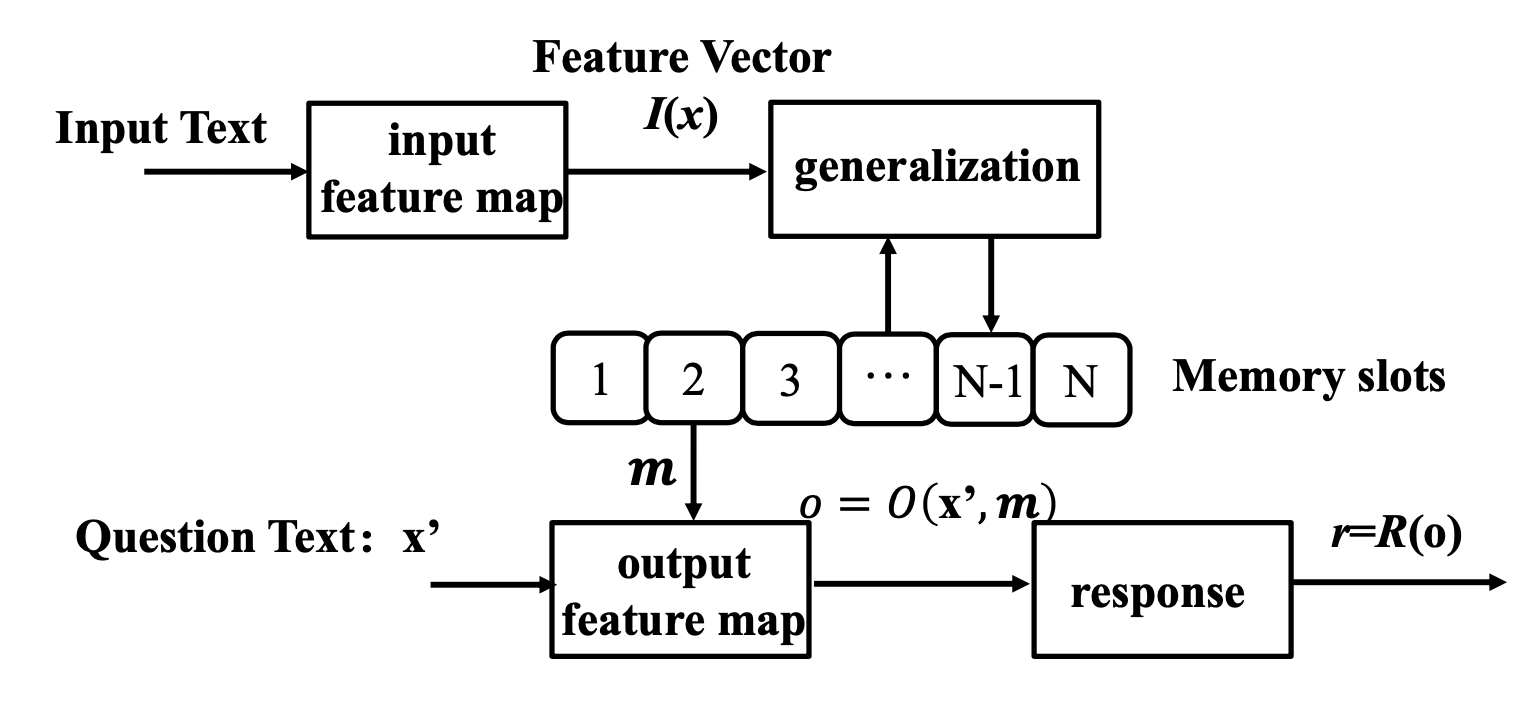 Feature Vector
I(x)
Input Text
input
feature map
generalization
1
2
3
···
N-1
N
Memory slots
m
o = O(x’, m)
Question Text: x’
output
feature map
response
r=R(o)